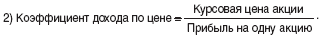 2) Коэффициент дохода по цене = Курсовая цена акции / Прибыль на одну акцию.